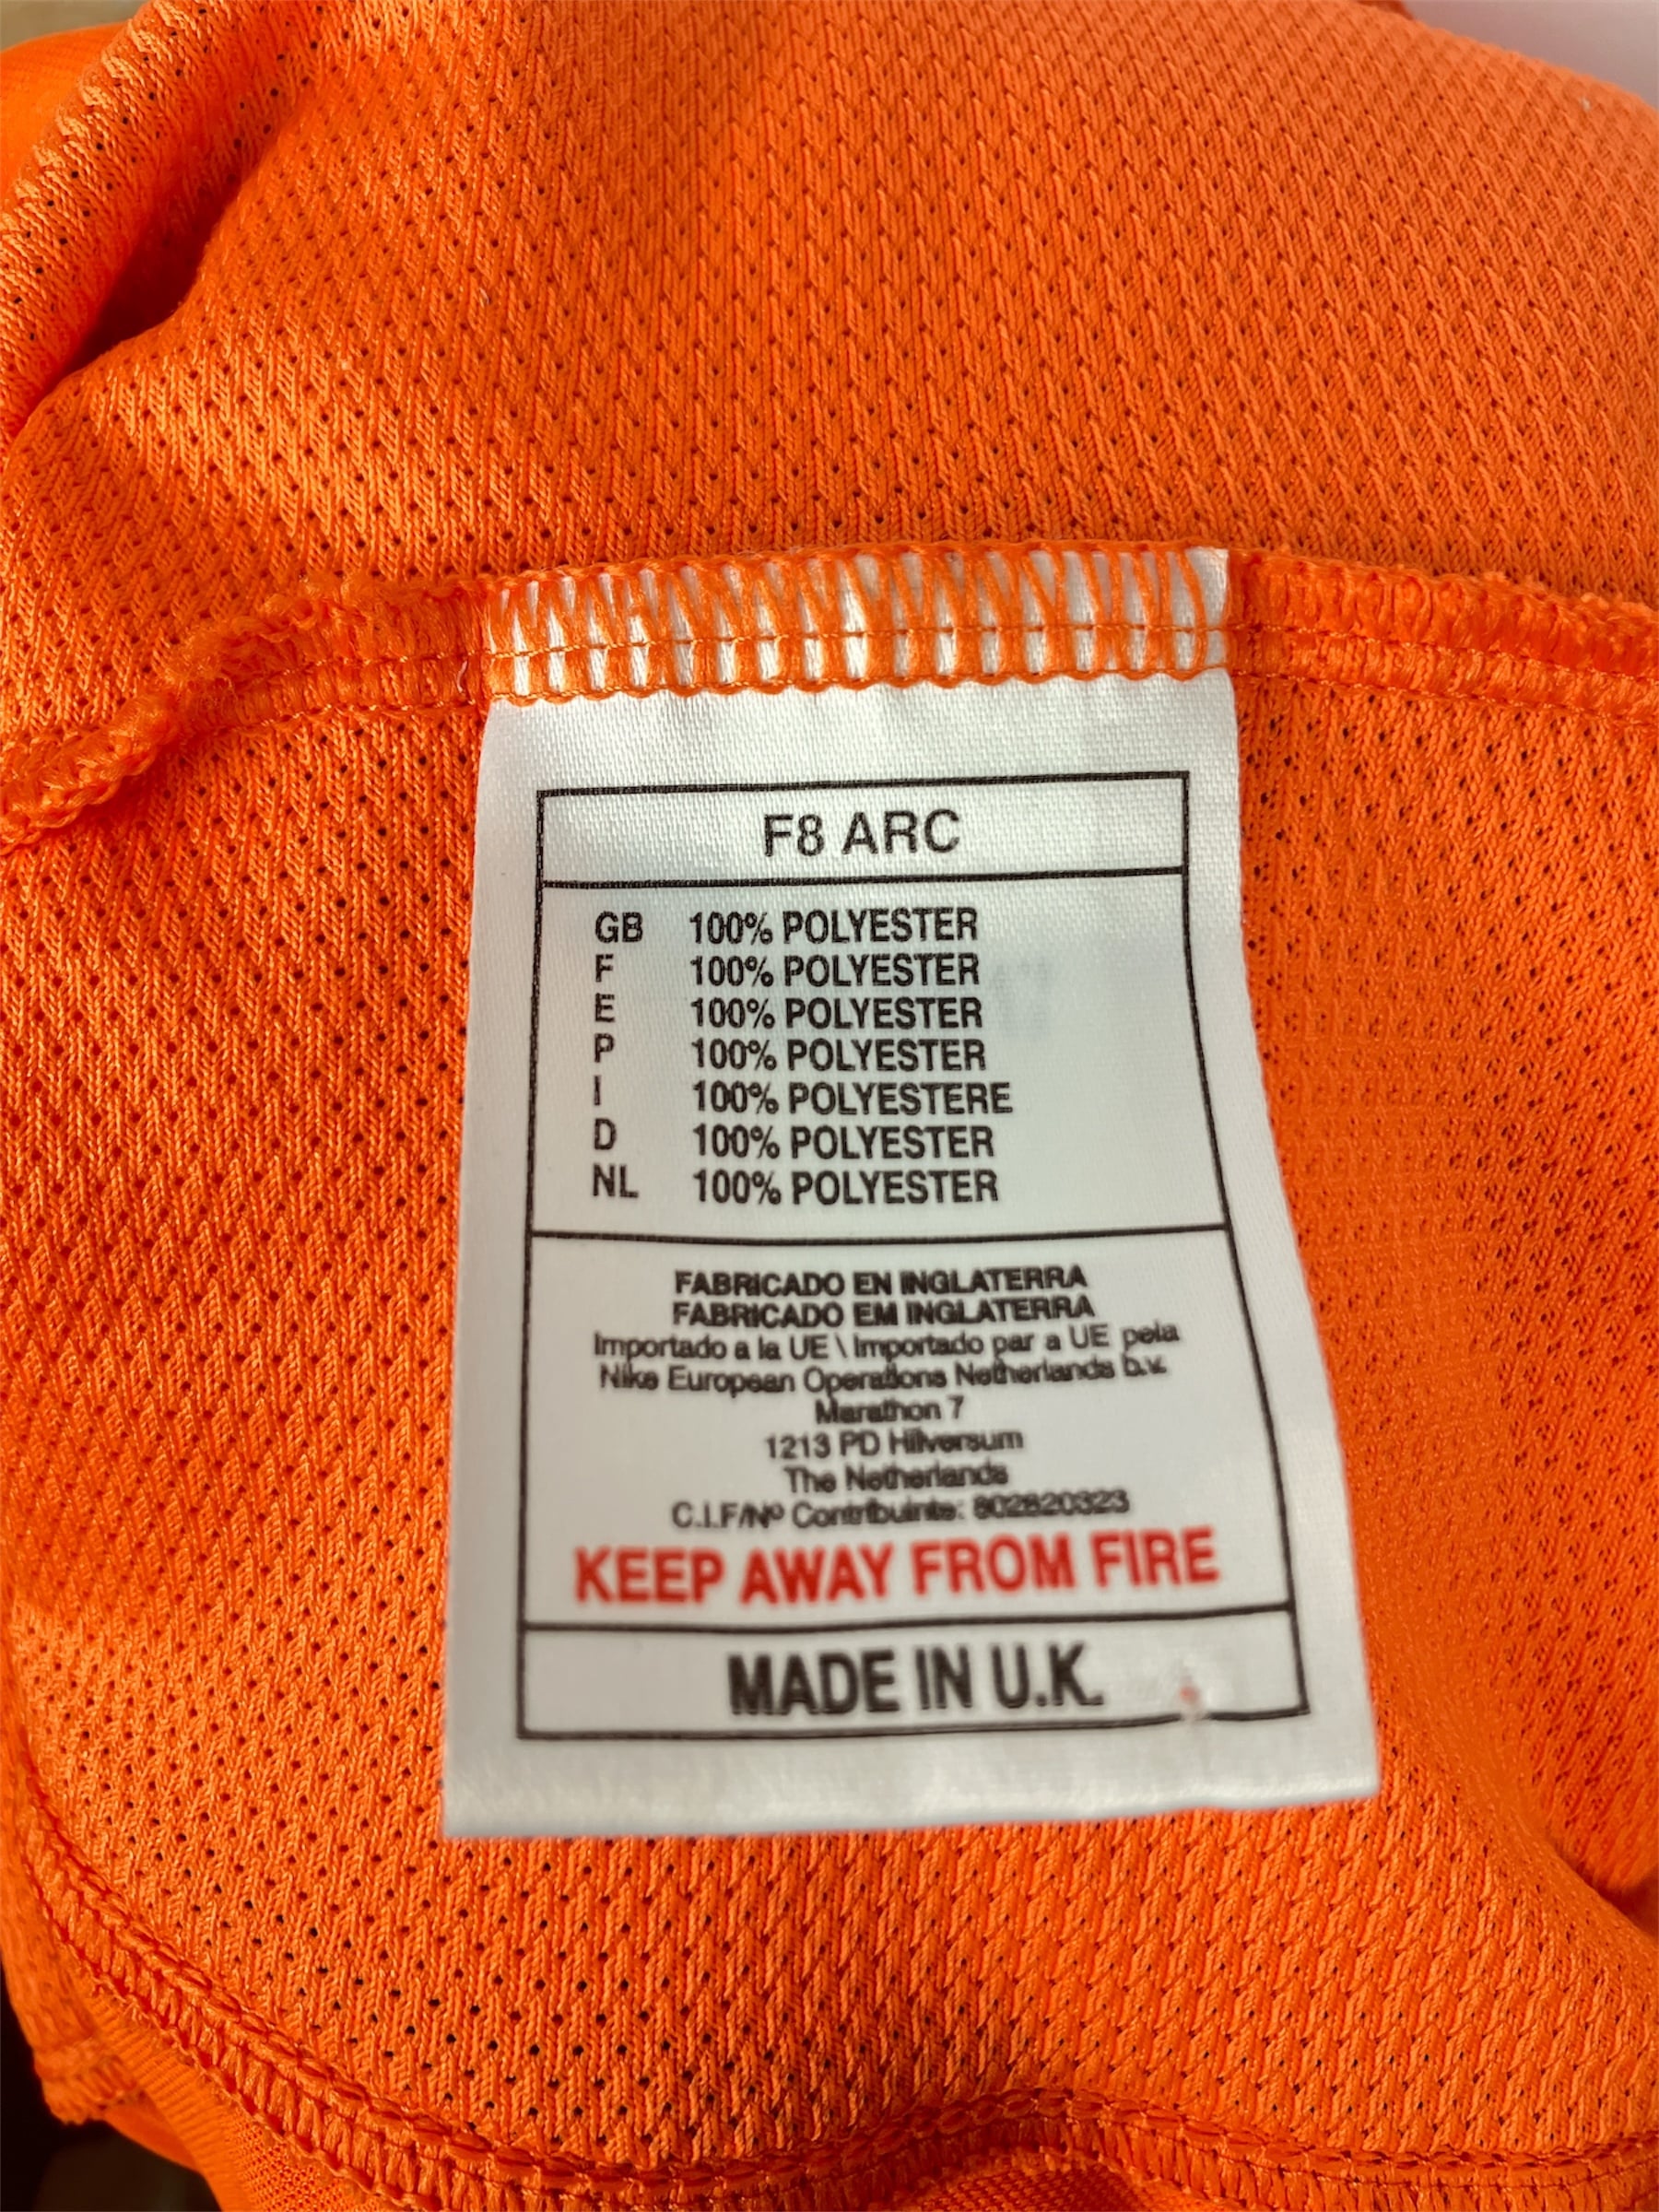 F8 ARC
GB 100% POLYESTER
F 100% POLYESTER
E 100% POLYESTER
P 100% POLYESTER
I 100% POLYESTERE
D 100% POLYESTER
NL 100% POLYESTER
FABRICADO EN INGLATERRA
FABRICADO EM INGLATERRA
Importado a la UE \ Importado par a UE pela
Nike European Operations Netherlands b.v.
Marathon 7
1213 PD Hilversum
The Netherlands
C.I.F/Nº Contribuinte: 802820323
KEEP AWAY FROM FIRE
MADE IN U.K.